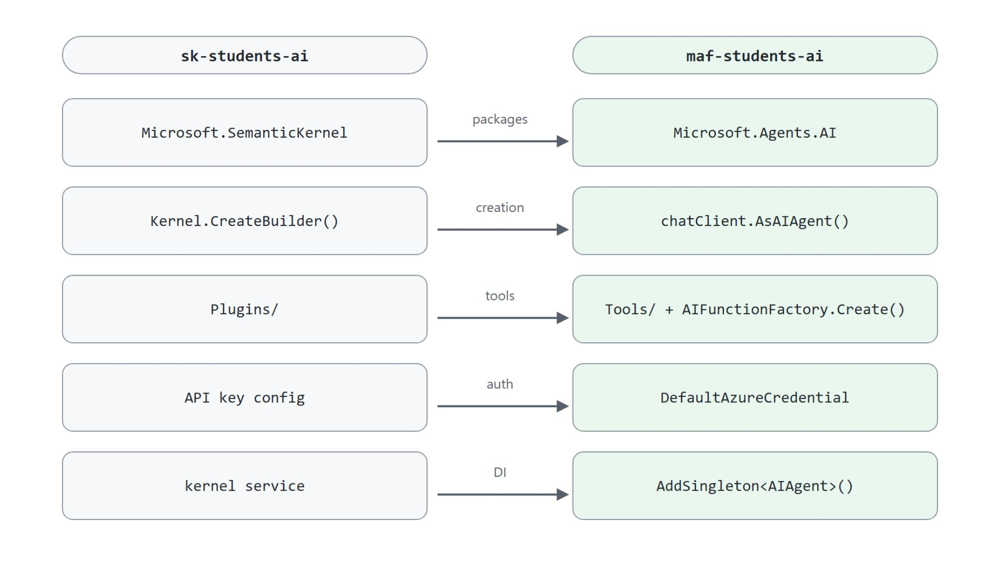 sk-students-ai
maf-students-ai
Microsoft.SemanticKernel
packages
Microsoft.Agents.AI
Kernel.CreateBuilder()
creation
chatClient.AsAIAgent()
Plugins/
tools
Tools/ + AIFunctionFactory.Create()
API key config
auth
DefaultAzureCredential
kernel service
DI
AddSingleton<AIAgent>()